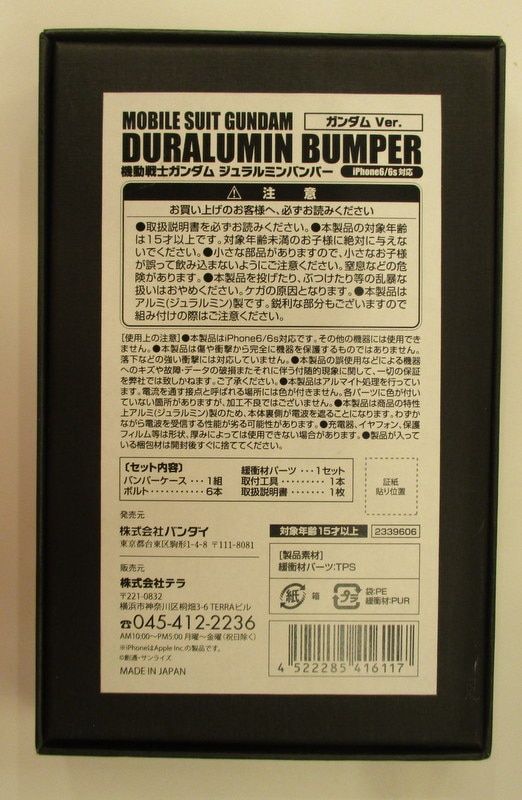 MOBILE SUIT GUNDAM
ガンダム Ver.
DURALUMIN BUMPER
機動戦士ガンダム ジュラルミンバンパー
iPhone6/6s対応
⚠ 注 意
お買い上げのお客様へ、必ずお読みください
●取扱説明書を必ずお読みください。●本製品の対象年齢
は15才以上です。対象年齢未満のお子様に絶対に与えな
いでください。●小さな部品がありますので、小さなお子様
が誤って飲み込まないようにご注意ください。窒息などの危
険があります。●本製品を投げたり、ぶつけたり等の乱暴な
扱いはおやめください。ケガの原因となります。●本製品は
アルミ(ジュラルミン)製です。鋭利な部分もございますので
組み付けの際はご注意ください。
[使用上の注意]●本製品はiPhone6/6s対応です。その他の機器には使用でき
ません。●本製品は傷や衝撃から完全に機器を保護するものではありません。
落下などの強い衝撃には対応していません。●本製品の誤使用などによる機器
へのキズや故障・データの破損またそれに伴う付随的現象に関して、一切の保証
を弊社では致しかねます。ご了承ください。●本製品はアルマイト処理を行ってい
ます。電流を通す接点と呼ばれる場所には色が付きません。各パーツに色が付い
ていない箇所がありますが、加工不良ではございません。●本製品は商品の特性
上アルミ(ジュラルミン)製のため、本体裏側が電波を遮ることになります。わずか
ながら電波を受信する性能が劣る可能性があります。●充電器、イヤフォン、保護
フィルム等は形状、厚みによっては使用できない場合があります。●製品が入って
いる梱包材は開封後すぐに捨ててください。
[セット内容]
バンパーケース・・・1組
ボルト・・・・・・・・・・6本
緩衝材パーツ・・・1セット
取付工具・・・・・・・・・1本
取扱説明書・・・・・・1枚
証紙
貼り位置
発売元
株式会社バンダイ
東京都台東区駒形1-4-8 〒111-8081
販売元
株式会社テラ
〒221-0832
横浜市神奈川区桐畑3-6 TERRAビル
☎045-412-2236
AM10:00～PM5:00 月曜～金曜(祝日除く)
※iPhoneはApple Inc.の製品です。
©創通・サンライズ
MADE IN JAPAN
対象年齢15才以上
2339606
[製品素材]
緩衝材パーツ:TPS
紙
箱
プラ
袋:PE
緩衝材:PUR
4 522285 416117